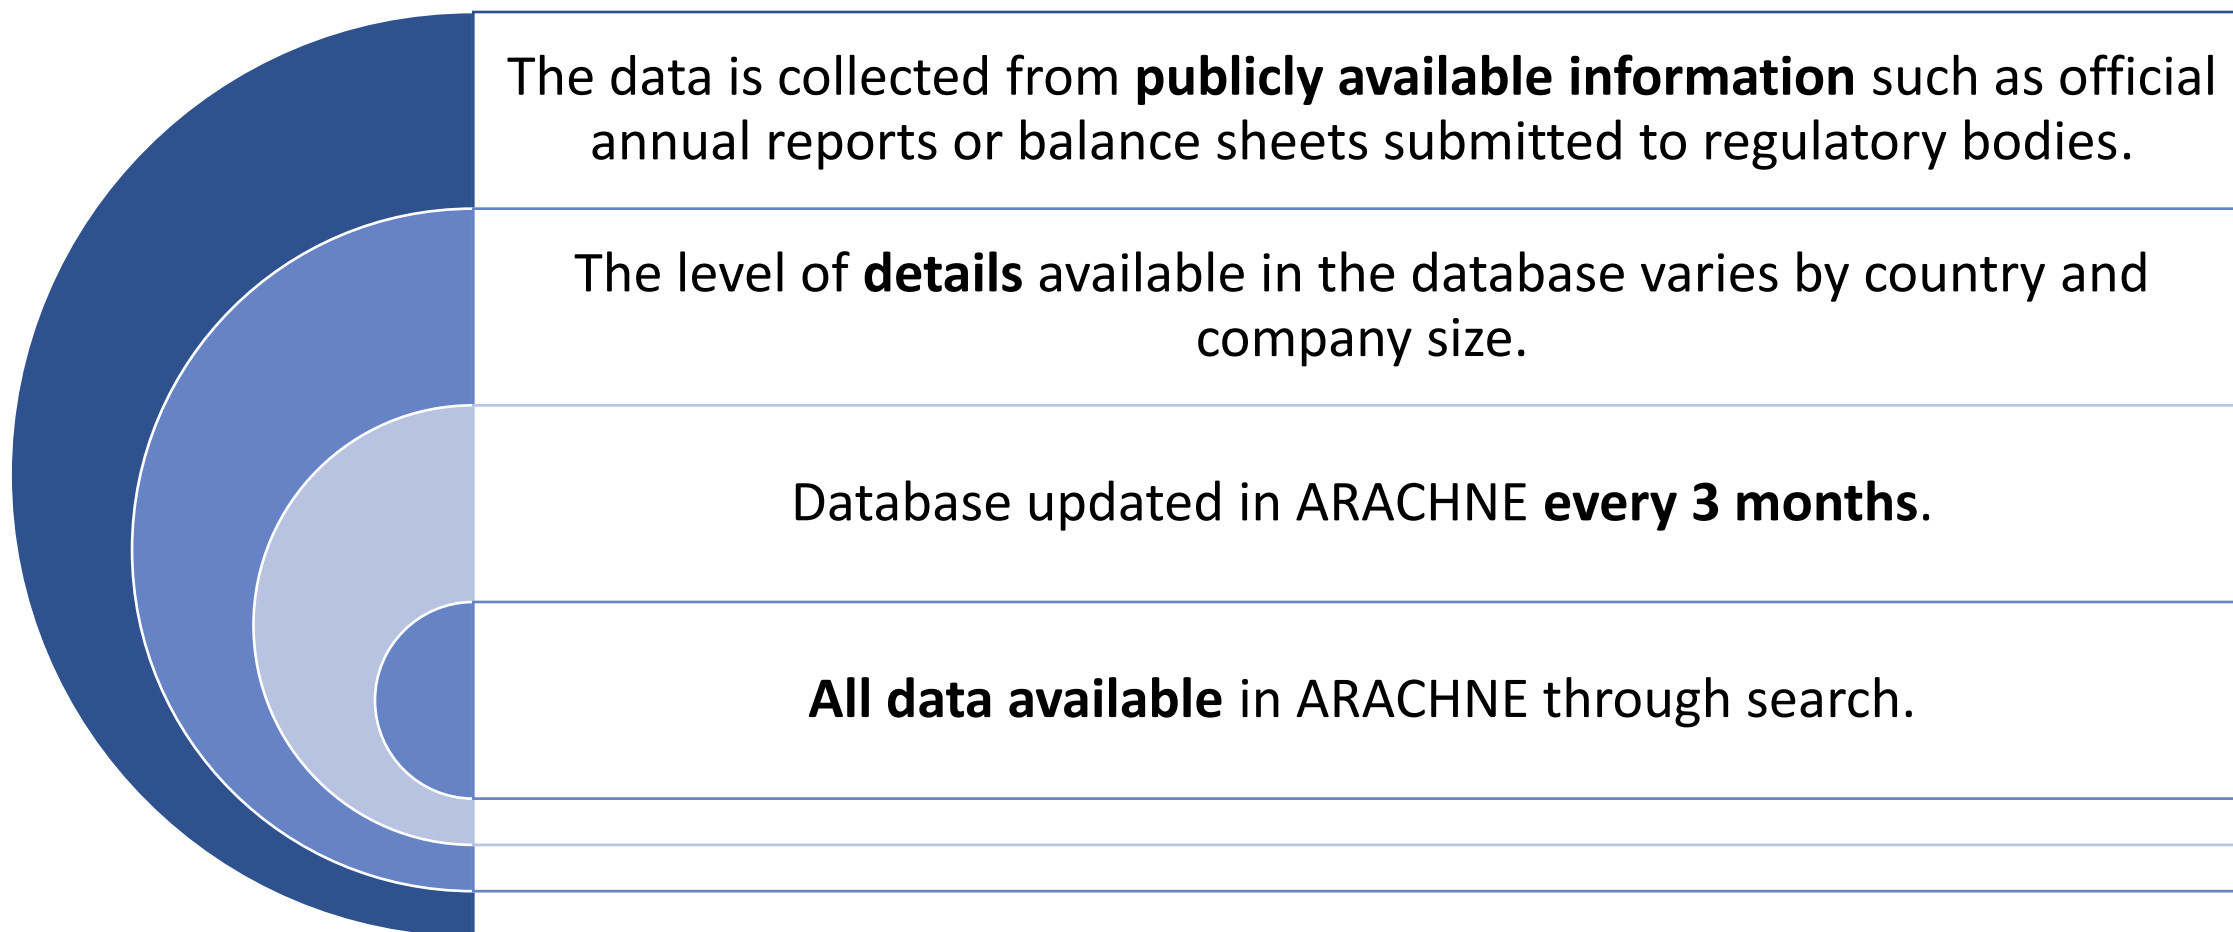 The data is collected from publicly available information such as official
annual reports or balance sheets submitted to regulatory bodies.
The level of details available in the database varies by country and
company size.
Database updated in ARACHNE every 3 months.
All data available in ARACHNE through search.